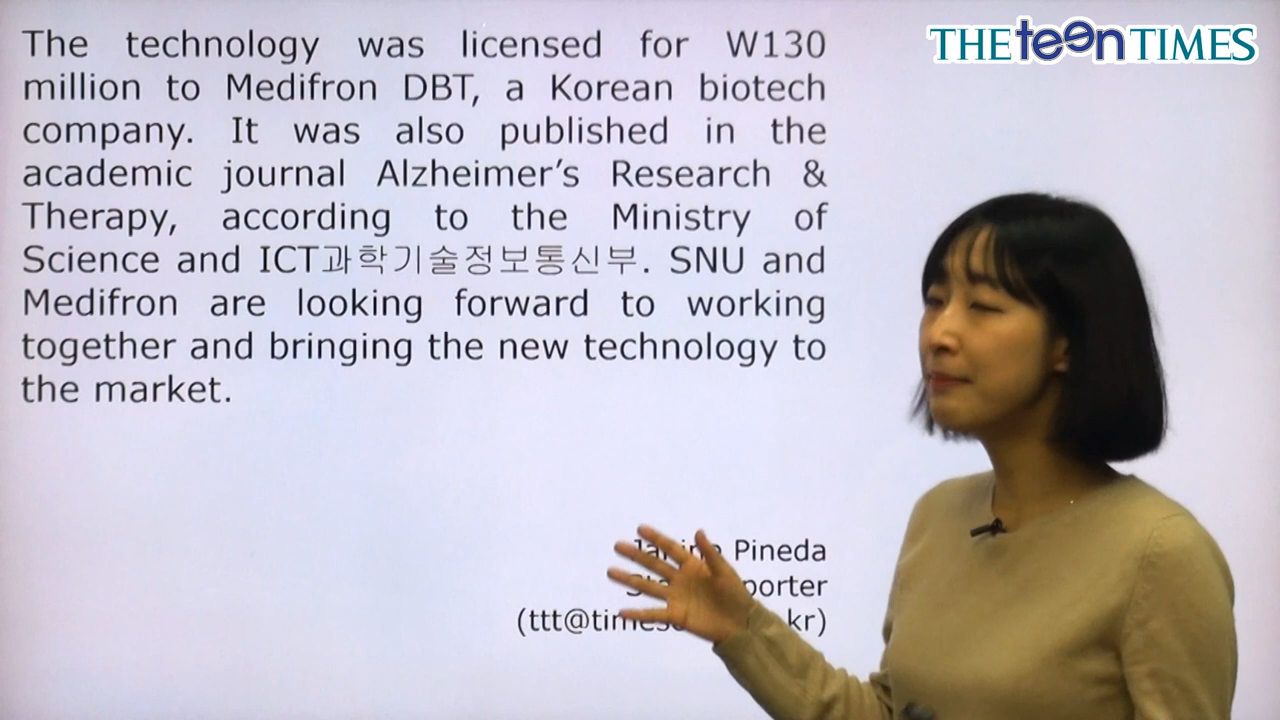 THE teen TIMES
The technology was licensed for W130
million to Medifron DBT, a Korean biotech
company. It was also published in the
academic journal Alzheimer's Research &
Therapy, according to the Ministry of
Science and ICT과학기술정보통신부. SNU and
Medifron are looking forward to working
together and bringing the new technology to
the market.
Pineda